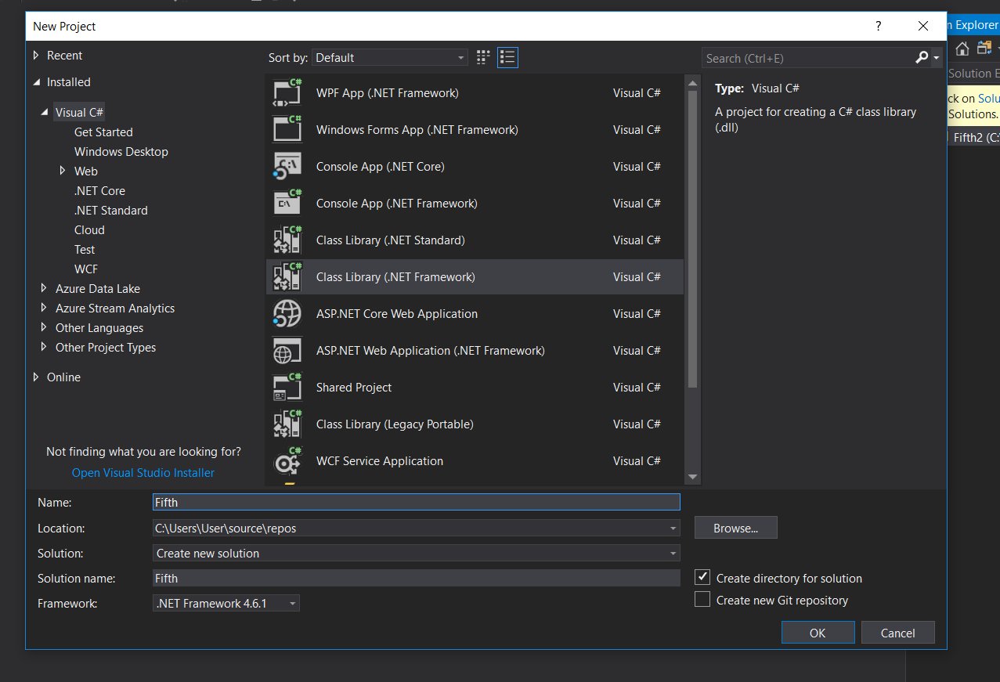 New Project
?
n Explorer
Recent
Installed
Visual C#
Get Started
Windows Desktop
Web
.NET Core
.NET Standard
Cloud
Test
WCF
Azure Data Lake
Azure Stream Analytics
Other Languages
Other Project Types
Online
Not finding what you are looking for?
Open Visual Studio Installer
Sort by: Default
WPF App (.NET Framework) Visual C#
Windows Forms App (.NET Framework) Visual C#
Console App (.NET Core) Visual C#
Console App (.NET Framework) Visual C#
Class Library (.NET Standard) Visual C#
Class Library (.NET Framework) Visual C#
ASP.NET Core Web Application Visual C#
ASP.NET Web Application (.NET Framework) Visual C#
Shared Project Visual C#
Class Library (Legacy Portable) Visual C#
WCF Service Application Visual C#
Search (Ctrl+E)
Type: Visual C#
A project for creating a C# class library
(.dll)
Solution E
ck on Solu
Solutions.
Fifth2 (C:
Name: Fifth
Location: C:\Users\User\source\repos
Browse...
Solution: Create new solution
Solution name: Fifth
Create directory for solution
Framework: .NET Framework 4.6.1
Create new Git repository
OK Cancel